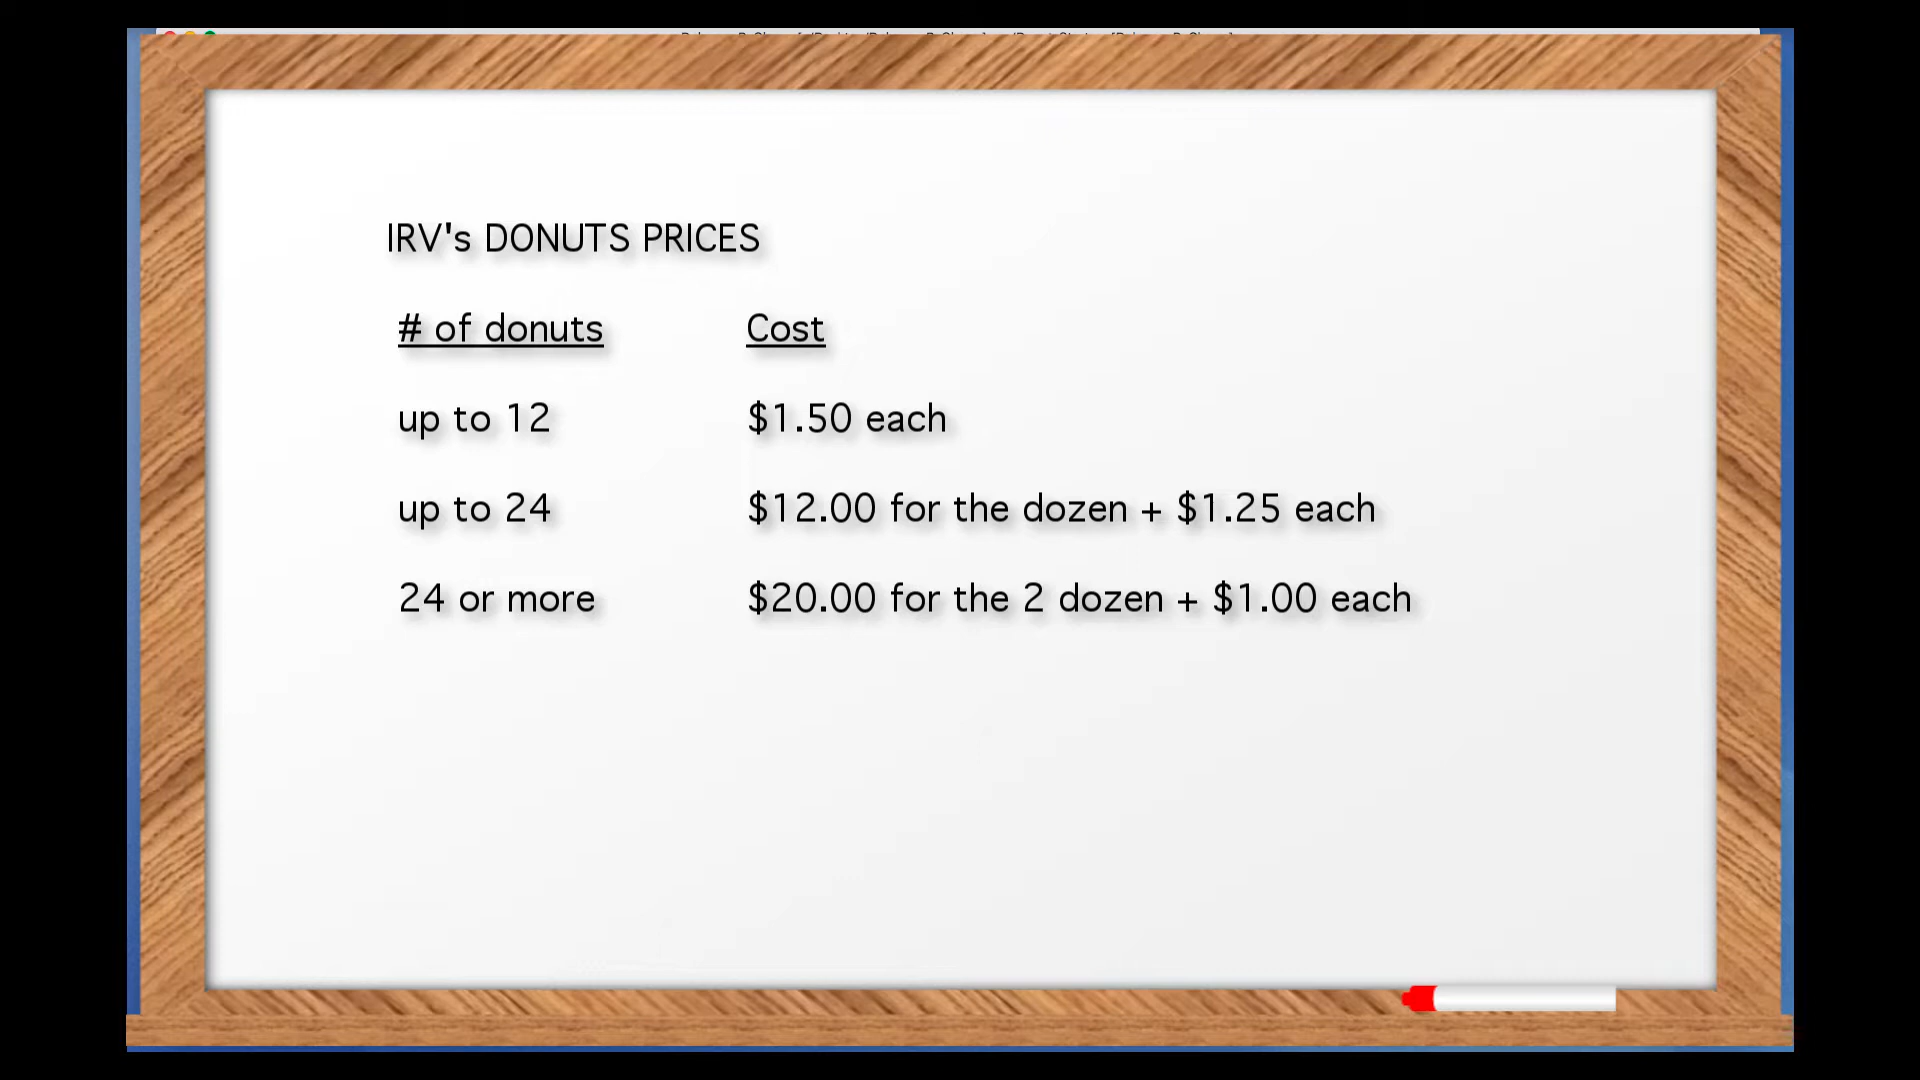 IRV's DONUTS PRICES
# of donuts Cost
up to 12 $1.50 each
up to 24 $12.00 for the dozen + $1.25 each
24 or more $20.00 for the 2 dozen + $1.00 each